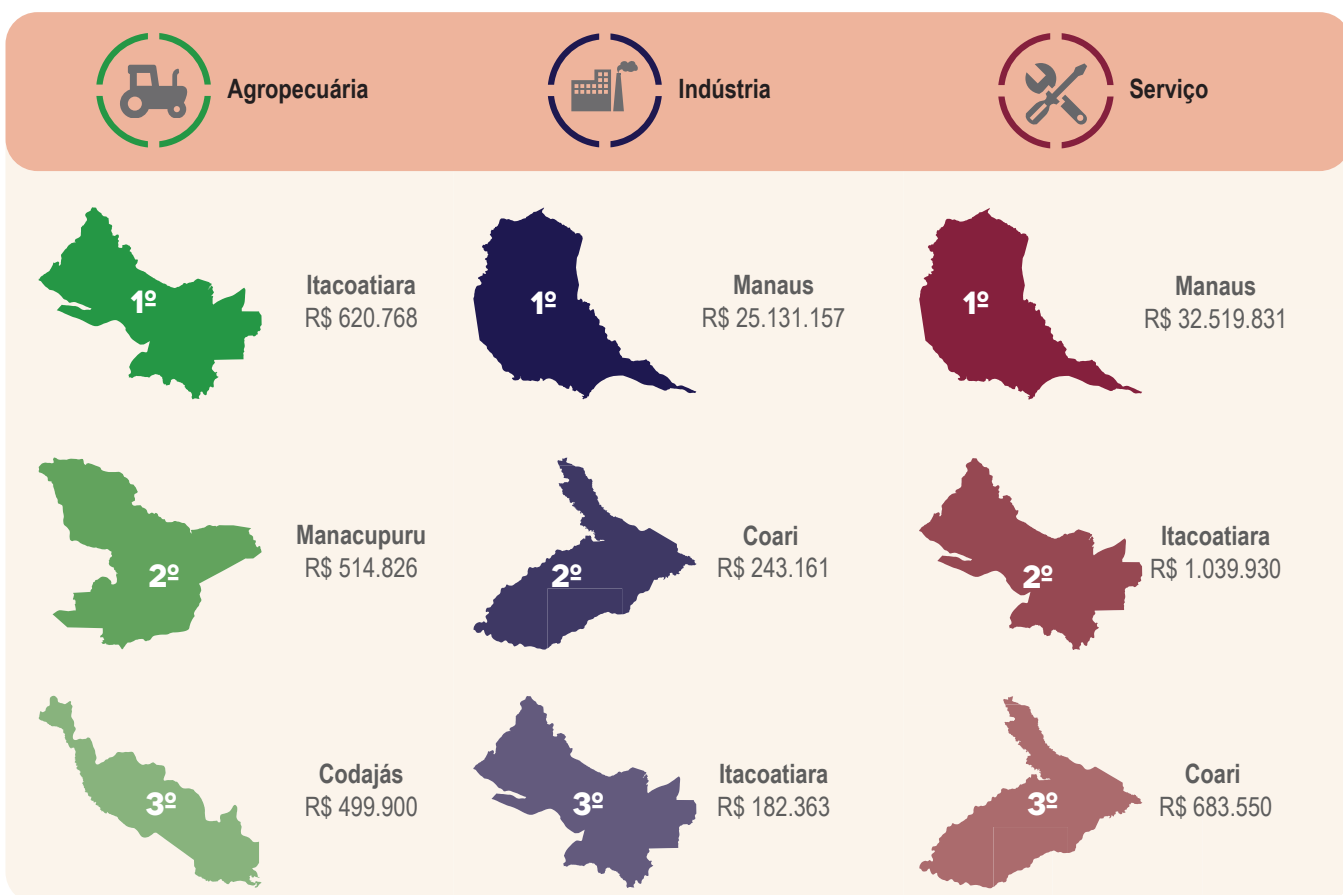 Agropecuária
Indústria
Serviço
1º
Itacoatiara
R$ 620.768
1º
Manaus
R$ 25.131.157
1º
Manaus
R$ 32.519.831
2º
Manacupuru
R$ 514.826
2º
Coari
R$ 243.161
2º
Itacoatiara
R$ 1.039.930
3º
Codajás
R$ 499.900
3º
Itacoatiara
R$ 182.363
3º
Coari
R$ 683.550